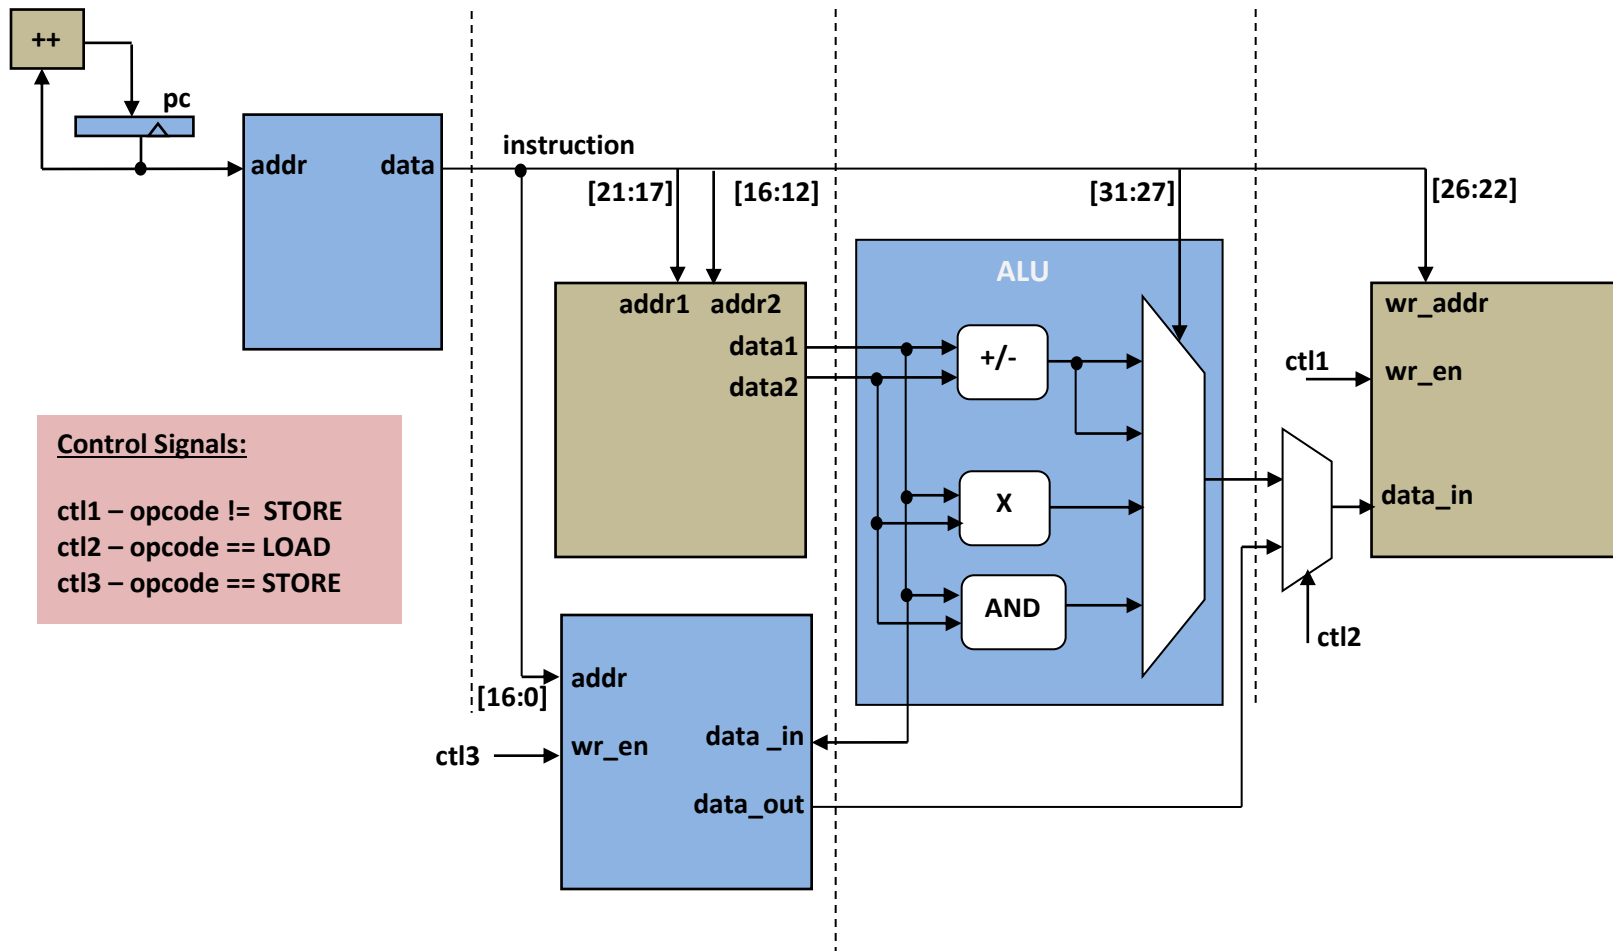 ++
pc
addr data
instruction
[21:17] [16:12] [31:27] [26:22]
ALU
addr1 addr2
data1
data2
+/-
X
AND
wr_addr
ctl1
wr_en
data_in
ctl2
Control Signals:
ctl1 – opcode != STORE
ctl2 – opcode == LOAD
ctl3 – opcode == STORE
[16:0]
addr
ctl3
wr_en
data _in
data_out